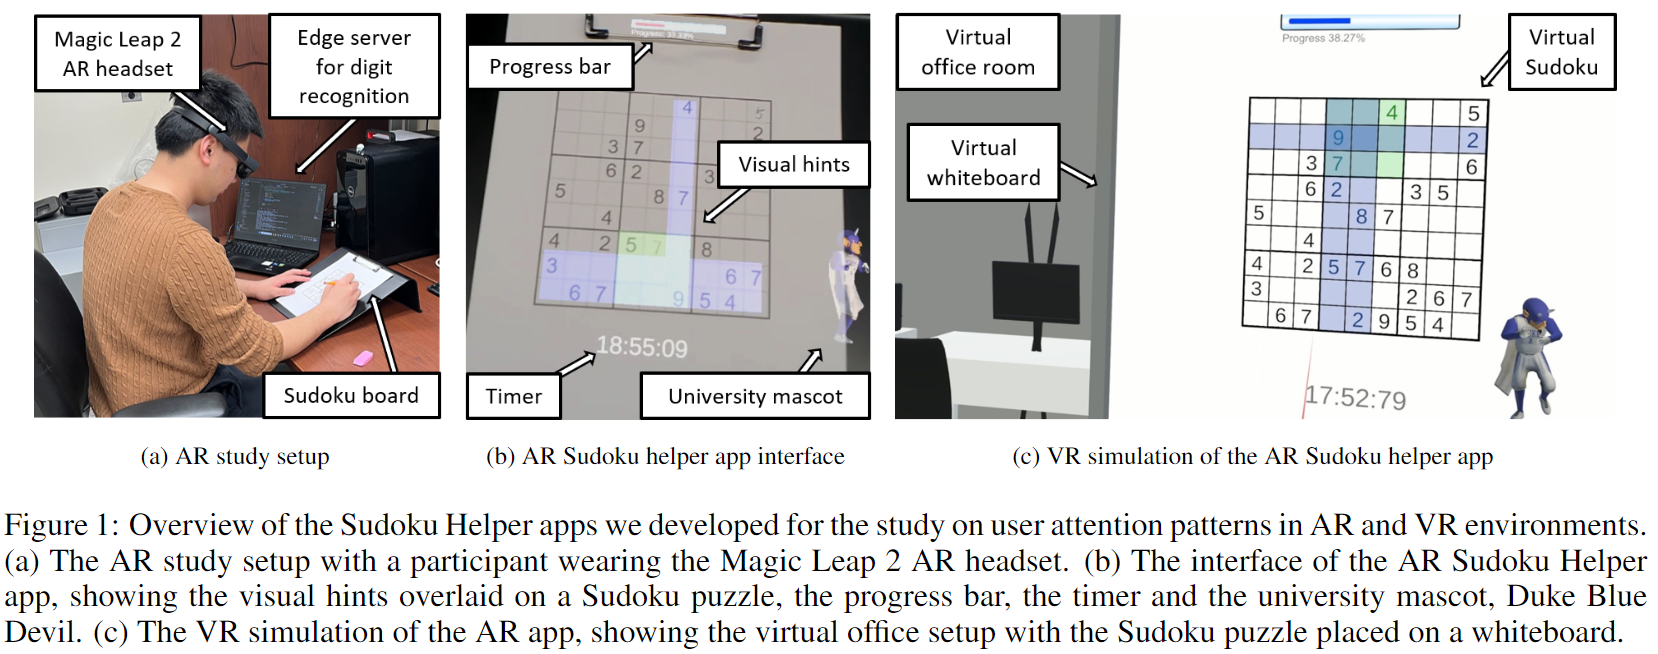 Magic Leap 2
AR headset
Edge server
for digit
recognition
Sudoku board
(a) AR study setup
Progress bar
Visual hints
Timer
University mascot
4 5
9 2
3 7
6 2 3
5 8 7
4
4 2 5 7 8
3 6 7
6 7 9 5 4
18:55:09
(b) AR Sudoku helper app interface
Virtual
office room
Virtual
whiteboard
Virtual
Sudoku
Progress 38.27%
4 5
9 2
3 7 6
6 2 3 5
5 8 7
4
4 2 5 7 6 8
3 2 6 7
6 7 2 9 5 4
17:52:79
(c) VR simulation of the AR Sudoku helper app
Figure 1: Overview of the Sudoku Helper apps we developed for the study on user attention patterns in AR and VR environments.
(a) The AR study setup with a participant wearing the Magic Leap 2 AR headset. (b) The interface of the AR Sudoku Helper
app, showing the visual hints overlaid on a Sudoku puzzle, the progress bar, the timer and the university mascot, Duke Blue
Devil. (c) The VR simulation of the AR app, showing the virtual office setup with the Sudoku puzzle placed on a whiteboard.